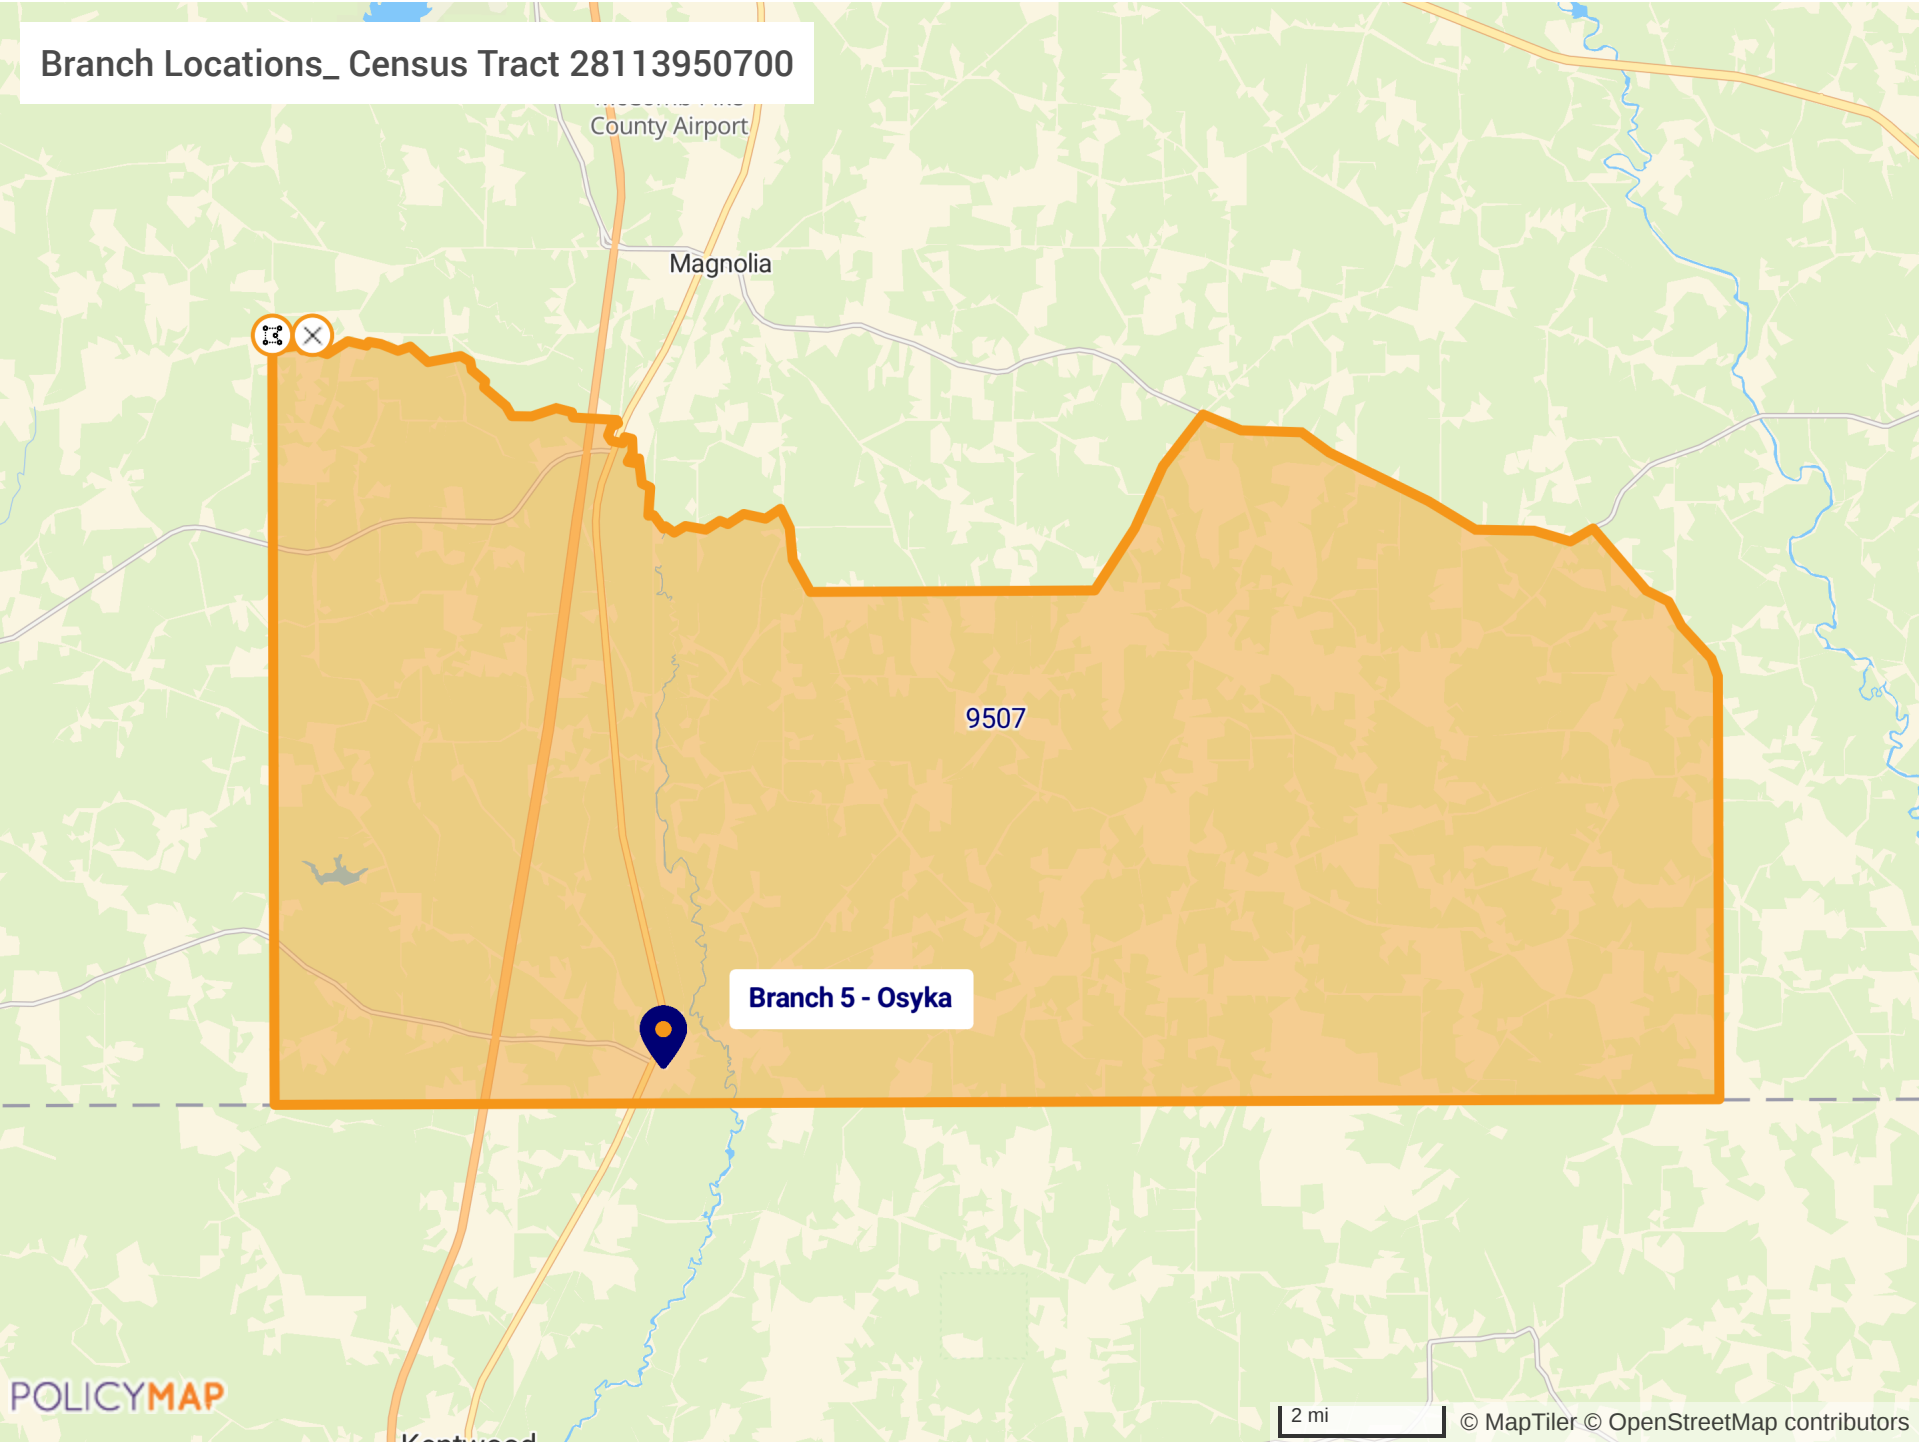 Branch Locations_ Census Tract 28113950700
County Airport
Magnolia
9507
Branch 5 - Osyka
POLICYMAP
2 mi
© MapTiler © OpenStreetMap contributors